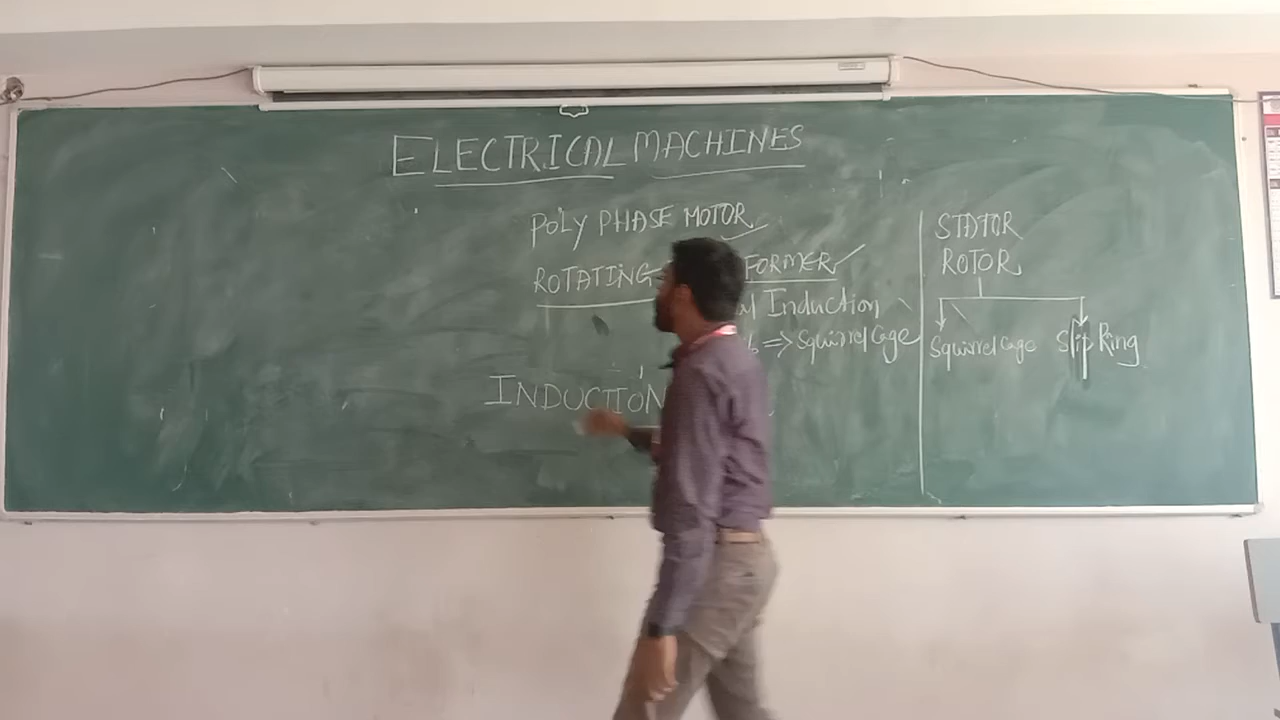 ELECTRICAL MACHINES
POLY PHASE MOTOR
ROTATING FORMER
Induction
=> Squirrel Cage
INDUCTION
STATOR
ROTOR
Squirrel Cage Slip Ring